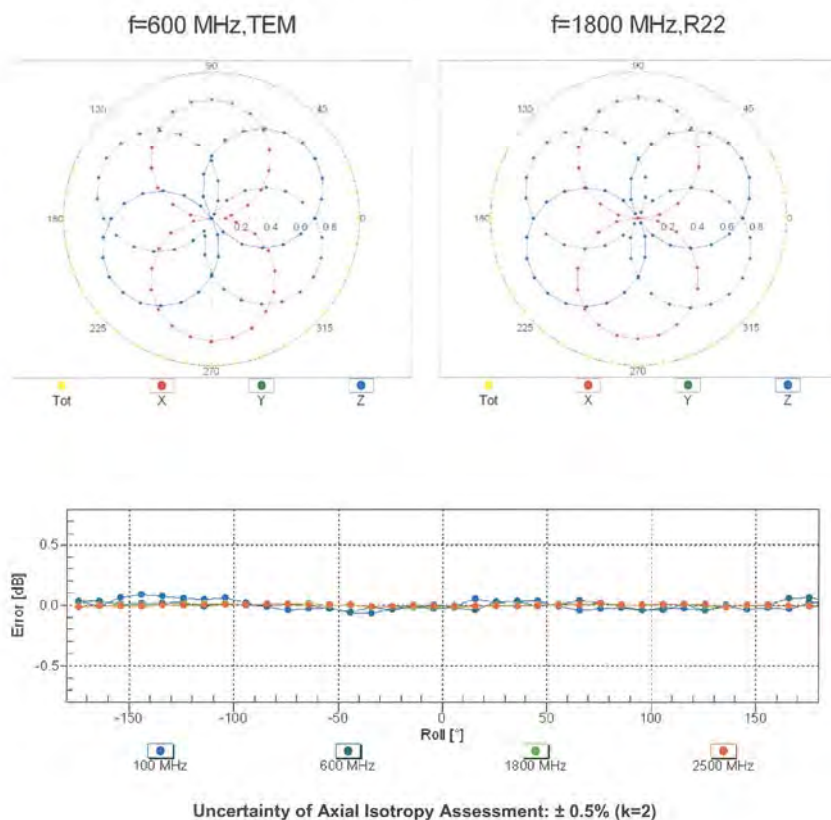 f=600 MHz,TEM
f=1800 MHz,R22
90
135
45
180
0.2 0.4 0.6 0.8
0
225
315
270
Tot X Y Z
90
135
45
180
0.2 0.4 0.6 0.8
0
225
315
270
Tot X Y Z
Error [dB]
0.5
0.0
-0.5
-150 -100 -50 0 50 100 150
Roll [°]
100 MHz 600 MHz 1800 MHz 2500 MHz
Uncertainty of Axial Isotropy Assessment: ± 0.5% (k=2)